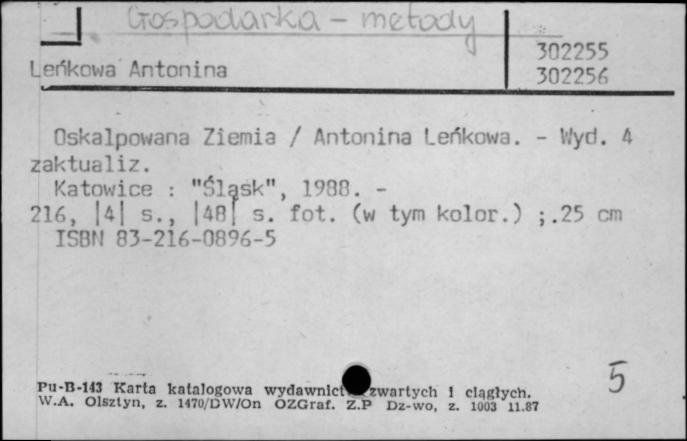 Gospodarka - metody
302255
Leńkowa Antonina
302256
Oskalpowana Ziemia / Antonina Leńkowa. - Wyd. 4
zaktualiz.
Katowice : "Śląsk", 1988. -
216, |4| s., |48| s. fot. (w tym kolor.) ;.25 cm
ISBN 83-216-0896-5
5
Pu-B-143 Karta katalogowa wydawnict zwartych i ciągłych.
W.A. Olsztyn, z. 1470/DW/On OZGraf. Z.P Dz-wo, z. 1003 11.87